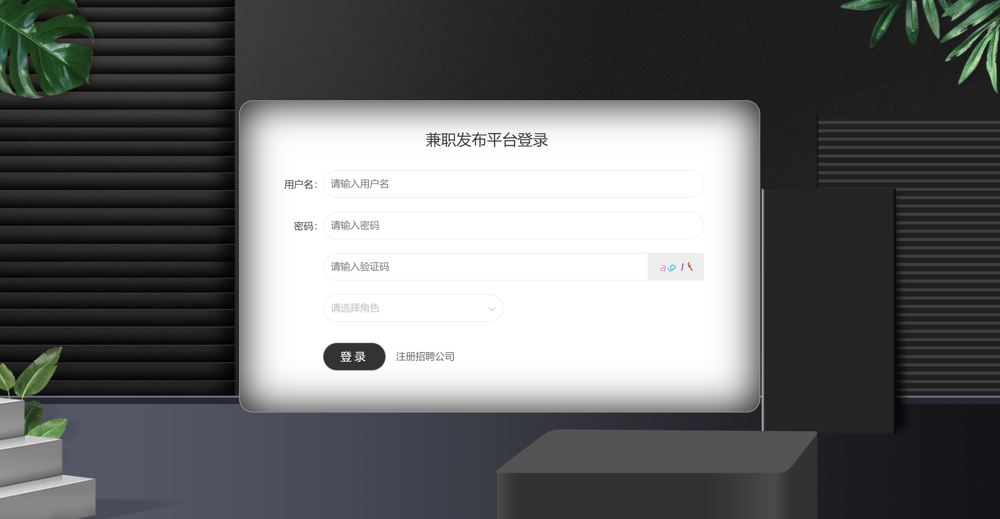 兼职发布平台登录
用户名：
请输入用户名
密码：
请输入密码
请输入验证码
请选择角色
登录
注册招聘公司